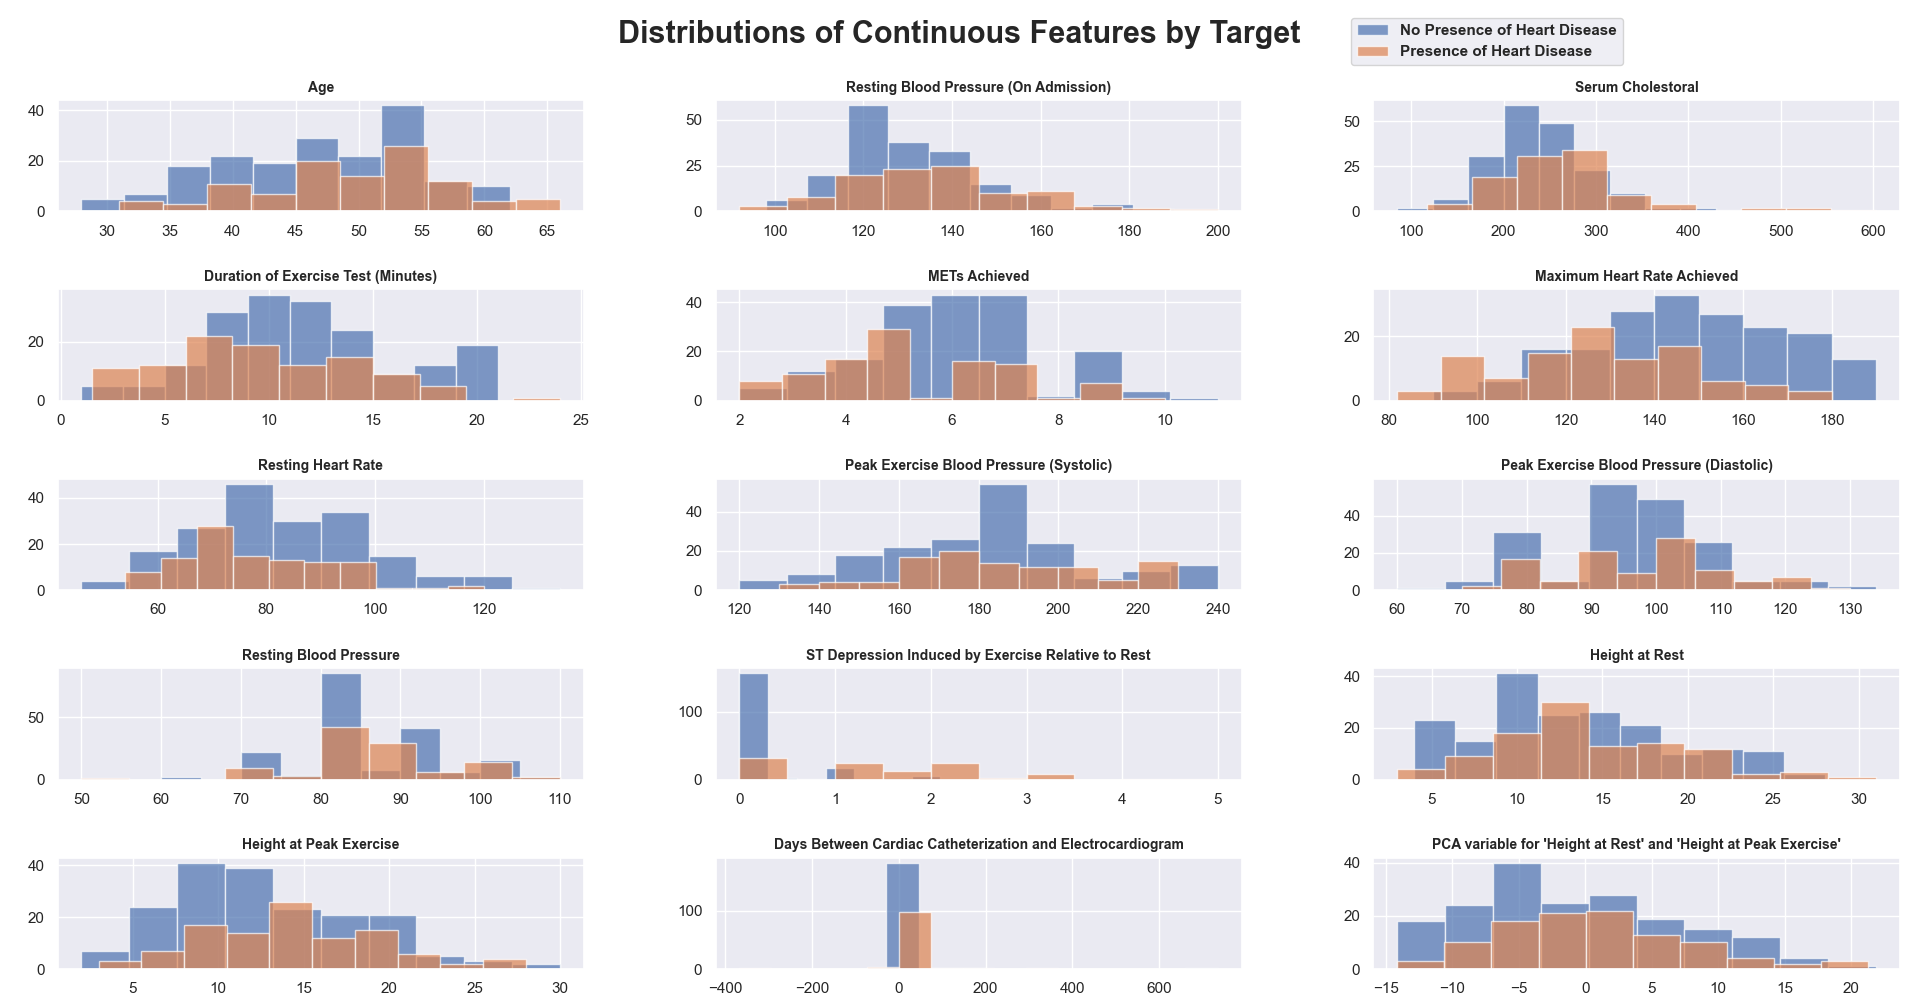 Distributions of Continuous Features by Target
No Presence of Heart Disease
Presence of Heart Disease
Age
40
20
0
30 35 40 45 50 55 60 65
Resting Blood Pressure (On Admission)
50
25
0
100 120 140 160 180 200
Serum Cholestoral
50
25
0
100 200 300 400 500 600
Duration of Exercise Test (Minutes)
20
0
0 5 10 15 20 25
METs Achieved
40
20
0
2 4 6 8 10
Maximum Heart Rate Achieved
20
0
80 100 120 140 160 180
Resting Heart Rate
40
20
0
60 80 100 120
Peak Exercise Blood Pressure (Systolic)
40
20
0
120 140 160 180 200 220 240
Peak Exercise Blood Pressure (Diastolic)
40
20
0
60 70 80 90 100 110 120 130
Resting Blood Pressure
50
0
50 60 70 80 90 100 110
ST Depression Induced by Exercise Relative to Rest
100
0
0 1 2 3 4 5
Height at Rest
40
20
0
5 10 15 20 25 30
Height at Peak Exercise
40
20
0
5 10 15 20 25 30
Days Between Cardiac Catheterization and Electrocardiogram
100
0
−400 −200 0 200 400 600
PCA variable for 'Height at Rest' and 'Height at Peak Exercise'
40
20
0
−15 −10 −5 0 5 10 15 20